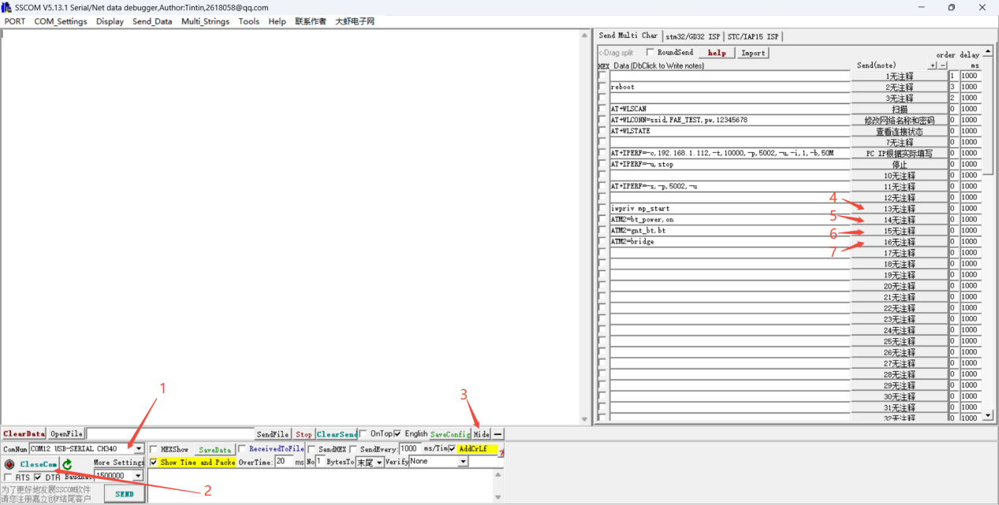 SSCOM V5.13.1 Serial/Net data debugger,Author:Tintin,2618058@qq.com
PORT COM_Settings Display Send_Data Multi_Strings Tools Help 联系作者 大虾电子网
Send Multi Char stm32/GD32 ISP STC/IAP15 ISP
<-Drag split RoundSend help Import order delay
HEX Data (DbClick to Write notes) Send(note) + - ms
1无注释 1 1000
reboot 2无注释 3 1000
3无注释 2 1000
AT+WLSCAN 扫描 0 1000
AT+WLCONN=ssid,FAE_TEST,pw,12345678 修改网络名称和密码 0 1000
AT+WLSTATE 查看连接状态 0 1000
7无注释 0 1000
AT+IPERF=-c,192.168.1.112,-t,10000,-p,5002,-u,-i,1,-b,50M PC IP根据实际填写 0 1000
AT+IPERF=-u,stop 停止 0 1000
10无注释 0 1000
AT+IPERF=-s,-p,5002,-u 11无注释 0 1000
12无注释 0 1000
4
iwpriv mp_start 13无注释 0 1000
5
ATM2=bt_power,on 14无注释 0 1000
6
ATM2=gnt_bt,bt 15无注释 0 1000
7
ATM2=bridge 16无注释 0 1000
17无注释 0 1000
18无注释 0 1000
19无注释 0 1000
20无注释 0 1000
21无注释 0 1000
22无注释 0 1000
23无注释 0 1000
24无注释 0 1000
25无注释 0 1000
26无注释 0 1000
27无注释 0 1000
28无注释 0 1000
29无注释 0 1000
30无注释 0 1000
31无注释 0 1000
32无注释 0 1000
1
3
ClearData OpenFile SendFile Stop ClearSend OnTop English SaveConfig Hide
ComNum COM12 USB-SERIAL CH340 HEXShow SaveData ReceivedToFile SendHEX SendEvery: 1000 ms/Tim AddCrLf
CloseCom More Settings Show Time and Packe OverTime: 20 ms No 1 BytesTo 末尾 Verify None
RTS DTR 1500000
2
为了更好地发展SSCOM软件
请您注册嘉立创F结尾客户
SEND